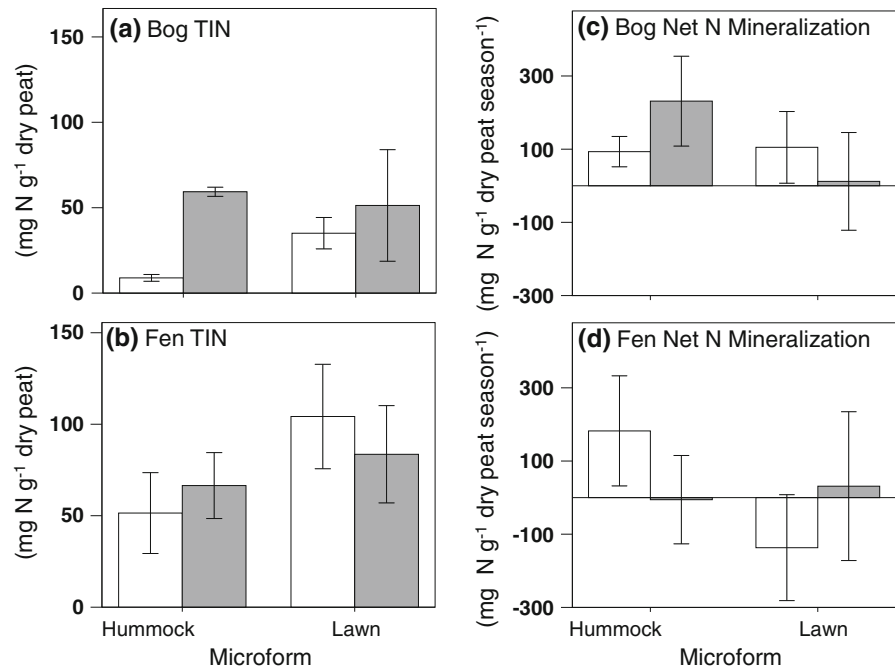 (a) Bog TIN
150
100
50
0
(mg N g⁻¹ dry peat)
(c) Bog Net N Mineralization
300
100
-100
-300
(mg N g⁻¹ dry peat season⁻¹)
(b) Fen TIN
150
100
50
0
(mg N g⁻¹ dry peat)
Hummock Lawn
Microform
(d) Fen Net N Mineralization
300
100
-100
-300
(mg N g⁻¹ dry peat season⁻¹)
Hummock Lawn
Microform